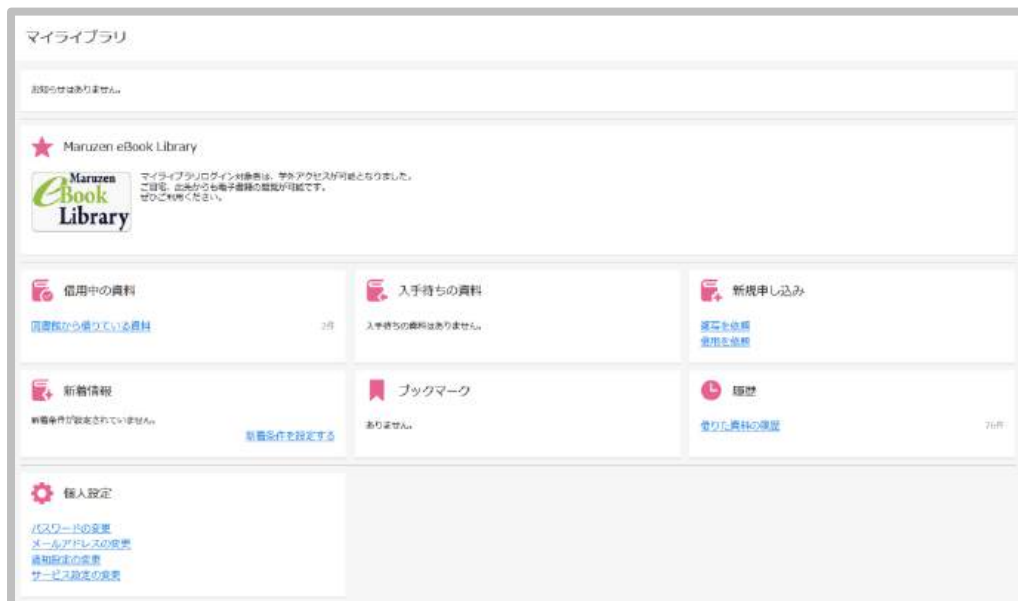 マイライブラリ
お知らせはありません。
Maruzen eBook Library
Maruzen
eBook
Library
マイライブラリログイン対象者は、学外アクセスが可能となりました。
ご自宅、出先からも電子書籍の閲覧が可能です。
ぜひご利用ください。
借用中の資料
図書館から借りている資料
2件
入手待ちの資料
入手待ちの資料はありません。
新規申し込み
複写を依頼
借用を依頼
新着情報
新着条件が設定されていません。
新着条件を設定する
ブックマーク
ありません。
履歴
借りた資料の履歴
76件
個人設定
パスワードの変更
メールアドレスの変更
通知設定の変更
サービス設定の変更